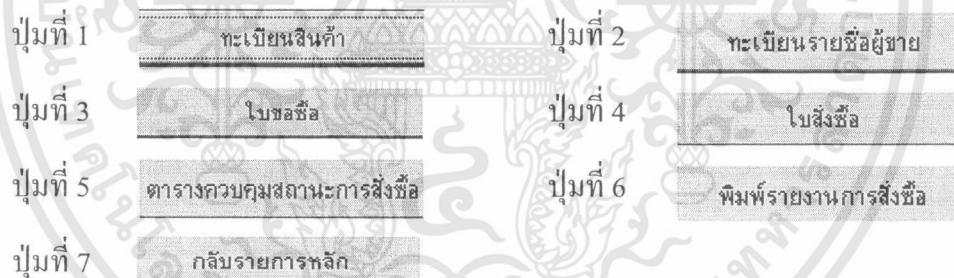 ปุ่มที่ 1 ทะเบียนสินค้า ปุ่มที่ 2 ทะเบียนรายชื่อผู้ขาย
ปุ่มที่ 3 ใบขอซื้อ ปุ่มที่ 4 ใบสั่งซื้อ
ปุ่มที่ 5 ตารางควบคุมสถานะการสั่งซื้อ ปุ่มที่ 6 พิมพ์รายงานการสั่งซื้อ
ปุ่มที่ 7 กลับรายการหลัก